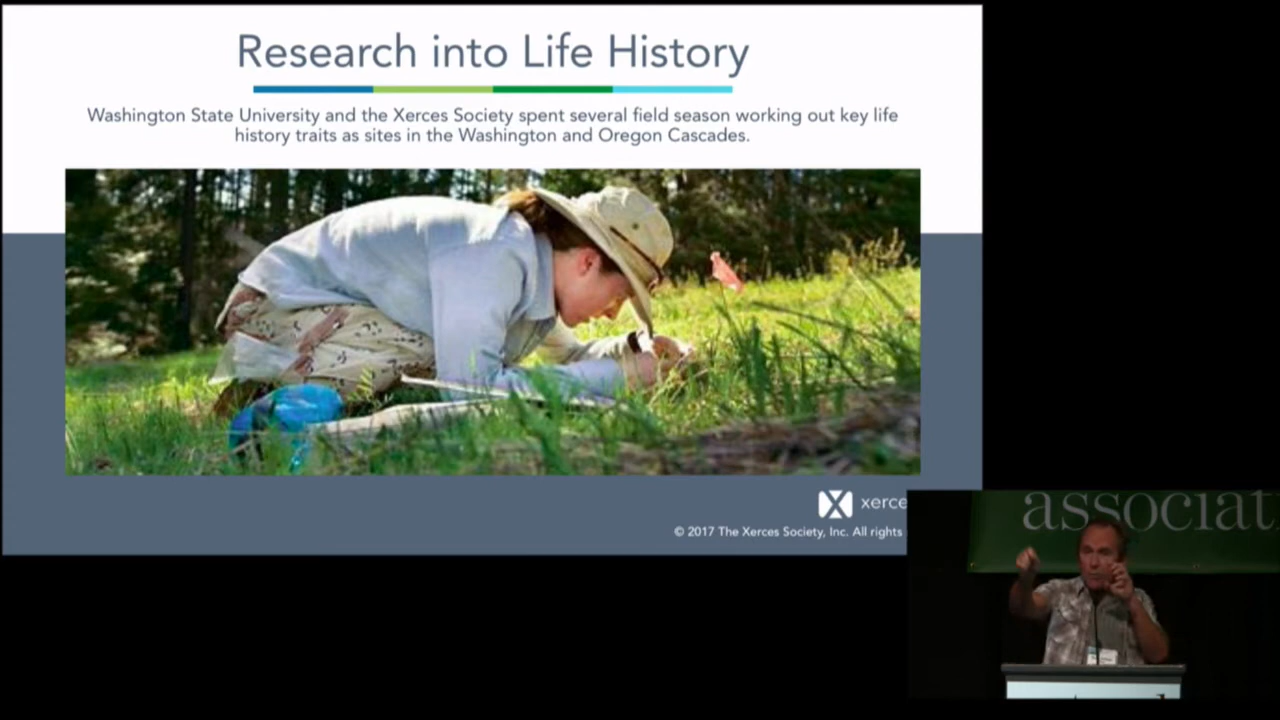 Research into Life History
Washington State University and the Xerces Society spent several field season working out key life
history traits as sites in the Washington and Oregon Cascades.
xerce
© 2017 The Xerces Society, Inc. All rights
associat